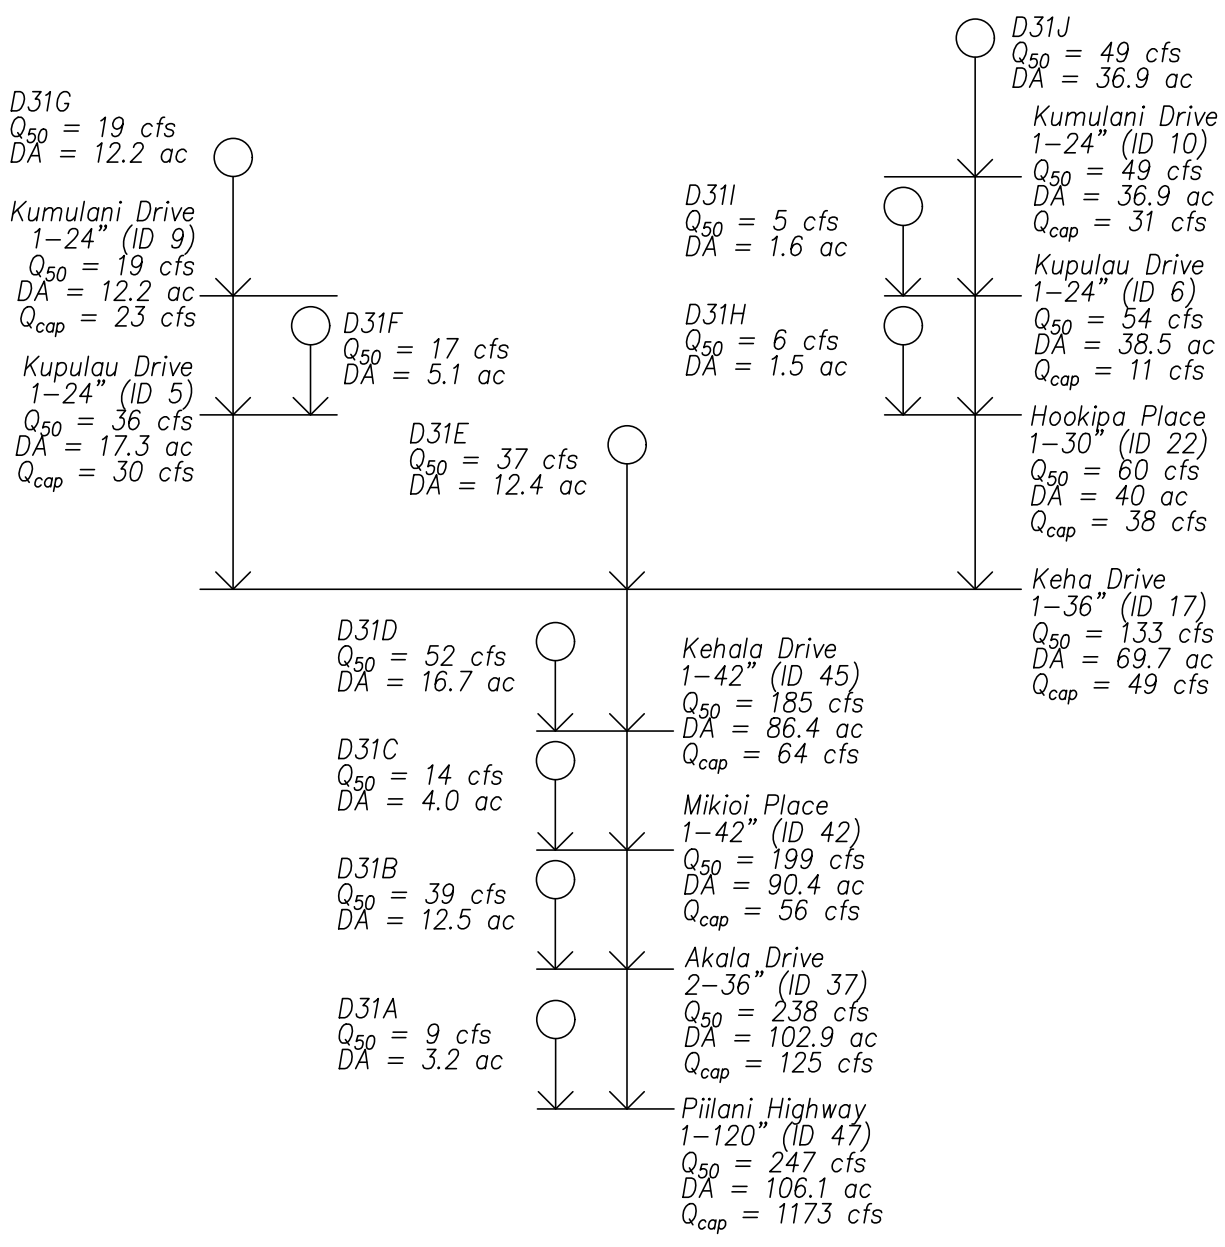 D31J
Q50 = 49 cfs
DA = 36.9 ac
D31G
Q50 = 19 cfs
DA = 12.2 ac
Kumulani Drive
1-24" (ID 10)
Q50 = 49 cfs
DA = 36.9 ac
Qcap = 31 cfs
D31I
Q50 = 5 cfs
DA = 1.6 ac
Kumulani Drive
1-24" (ID 9)
Q50 = 19 cfs
DA = 12.2 ac
Qcap = 23 cfs
Kupulau Drive
1-24" (ID 6)
Q50 = 54 cfs
DA = 38.5 ac
Qcap = 11 cfs
D31H
Q50 = 6 cfs
DA = 1.5 ac
D31F
Q50 = 17 cfs
DA = 5.1 ac
Kupulau Drive
1-24" (ID 5)
Q50 = 36 cfs
DA = 17.3 ac
Qcap = 30 cfs
Hookipa Place
1-30" (ID 22)
Q50 = 60 cfs
DA = 40 ac
Qcap = 38 cfs
D31E
Q50 = 37 cfs
DA = 12.4 ac
Keha Drive
1-36" (ID 17)
Q50 = 133 cfs
DA = 69.7 ac
Qcap = 49 cfs
D31D
Q50 = 52 cfs
DA = 16.7 ac
Kehala Drive
1-42" (ID 45)
Q50 = 185 cfs
DA = 86.4 ac
Qcap = 64 cfs
D31C
Q50 = 14 cfs
DA = 4.0 ac
Mikioi Place
1-42" (ID 42)
Q50 = 199 cfs
DA = 90.4 ac
Qcap = 56 cfs
D31B
Q50 = 39 cfs
DA = 12.5 ac
Akala Drive
2-36" (ID 37)
Q50 = 238 cfs
DA = 102.9 ac
Qcap = 125 cfs
D31A
Q50 = 9 cfs
DA = 3.2 ac
Piilani Highway
1-120" (ID 47)
Q50 = 247 cfs
DA = 106.1 ac
Qcap = 1173 cfs